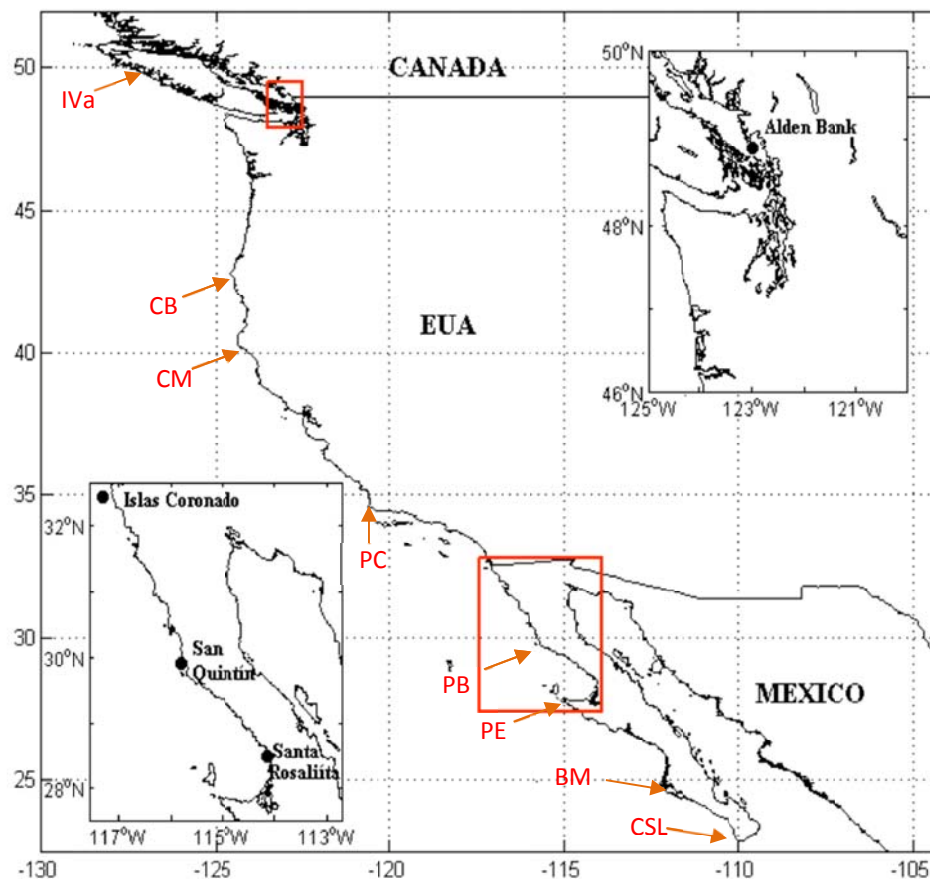 50
45
40
35
30
25
-130
-125
-120
-115
-110
-105
CANADA
EUA
MEXICO
IVa
CB
CM
PC
PB
PE
BM
CSL
50°N
48°N
46°N
125°W
123°W
121°W
Alden Bank
Islas Coronado
32°N
30°N
28°N
San
Quintín
Santa
Rosaliíta
117°W
115°W
113°W